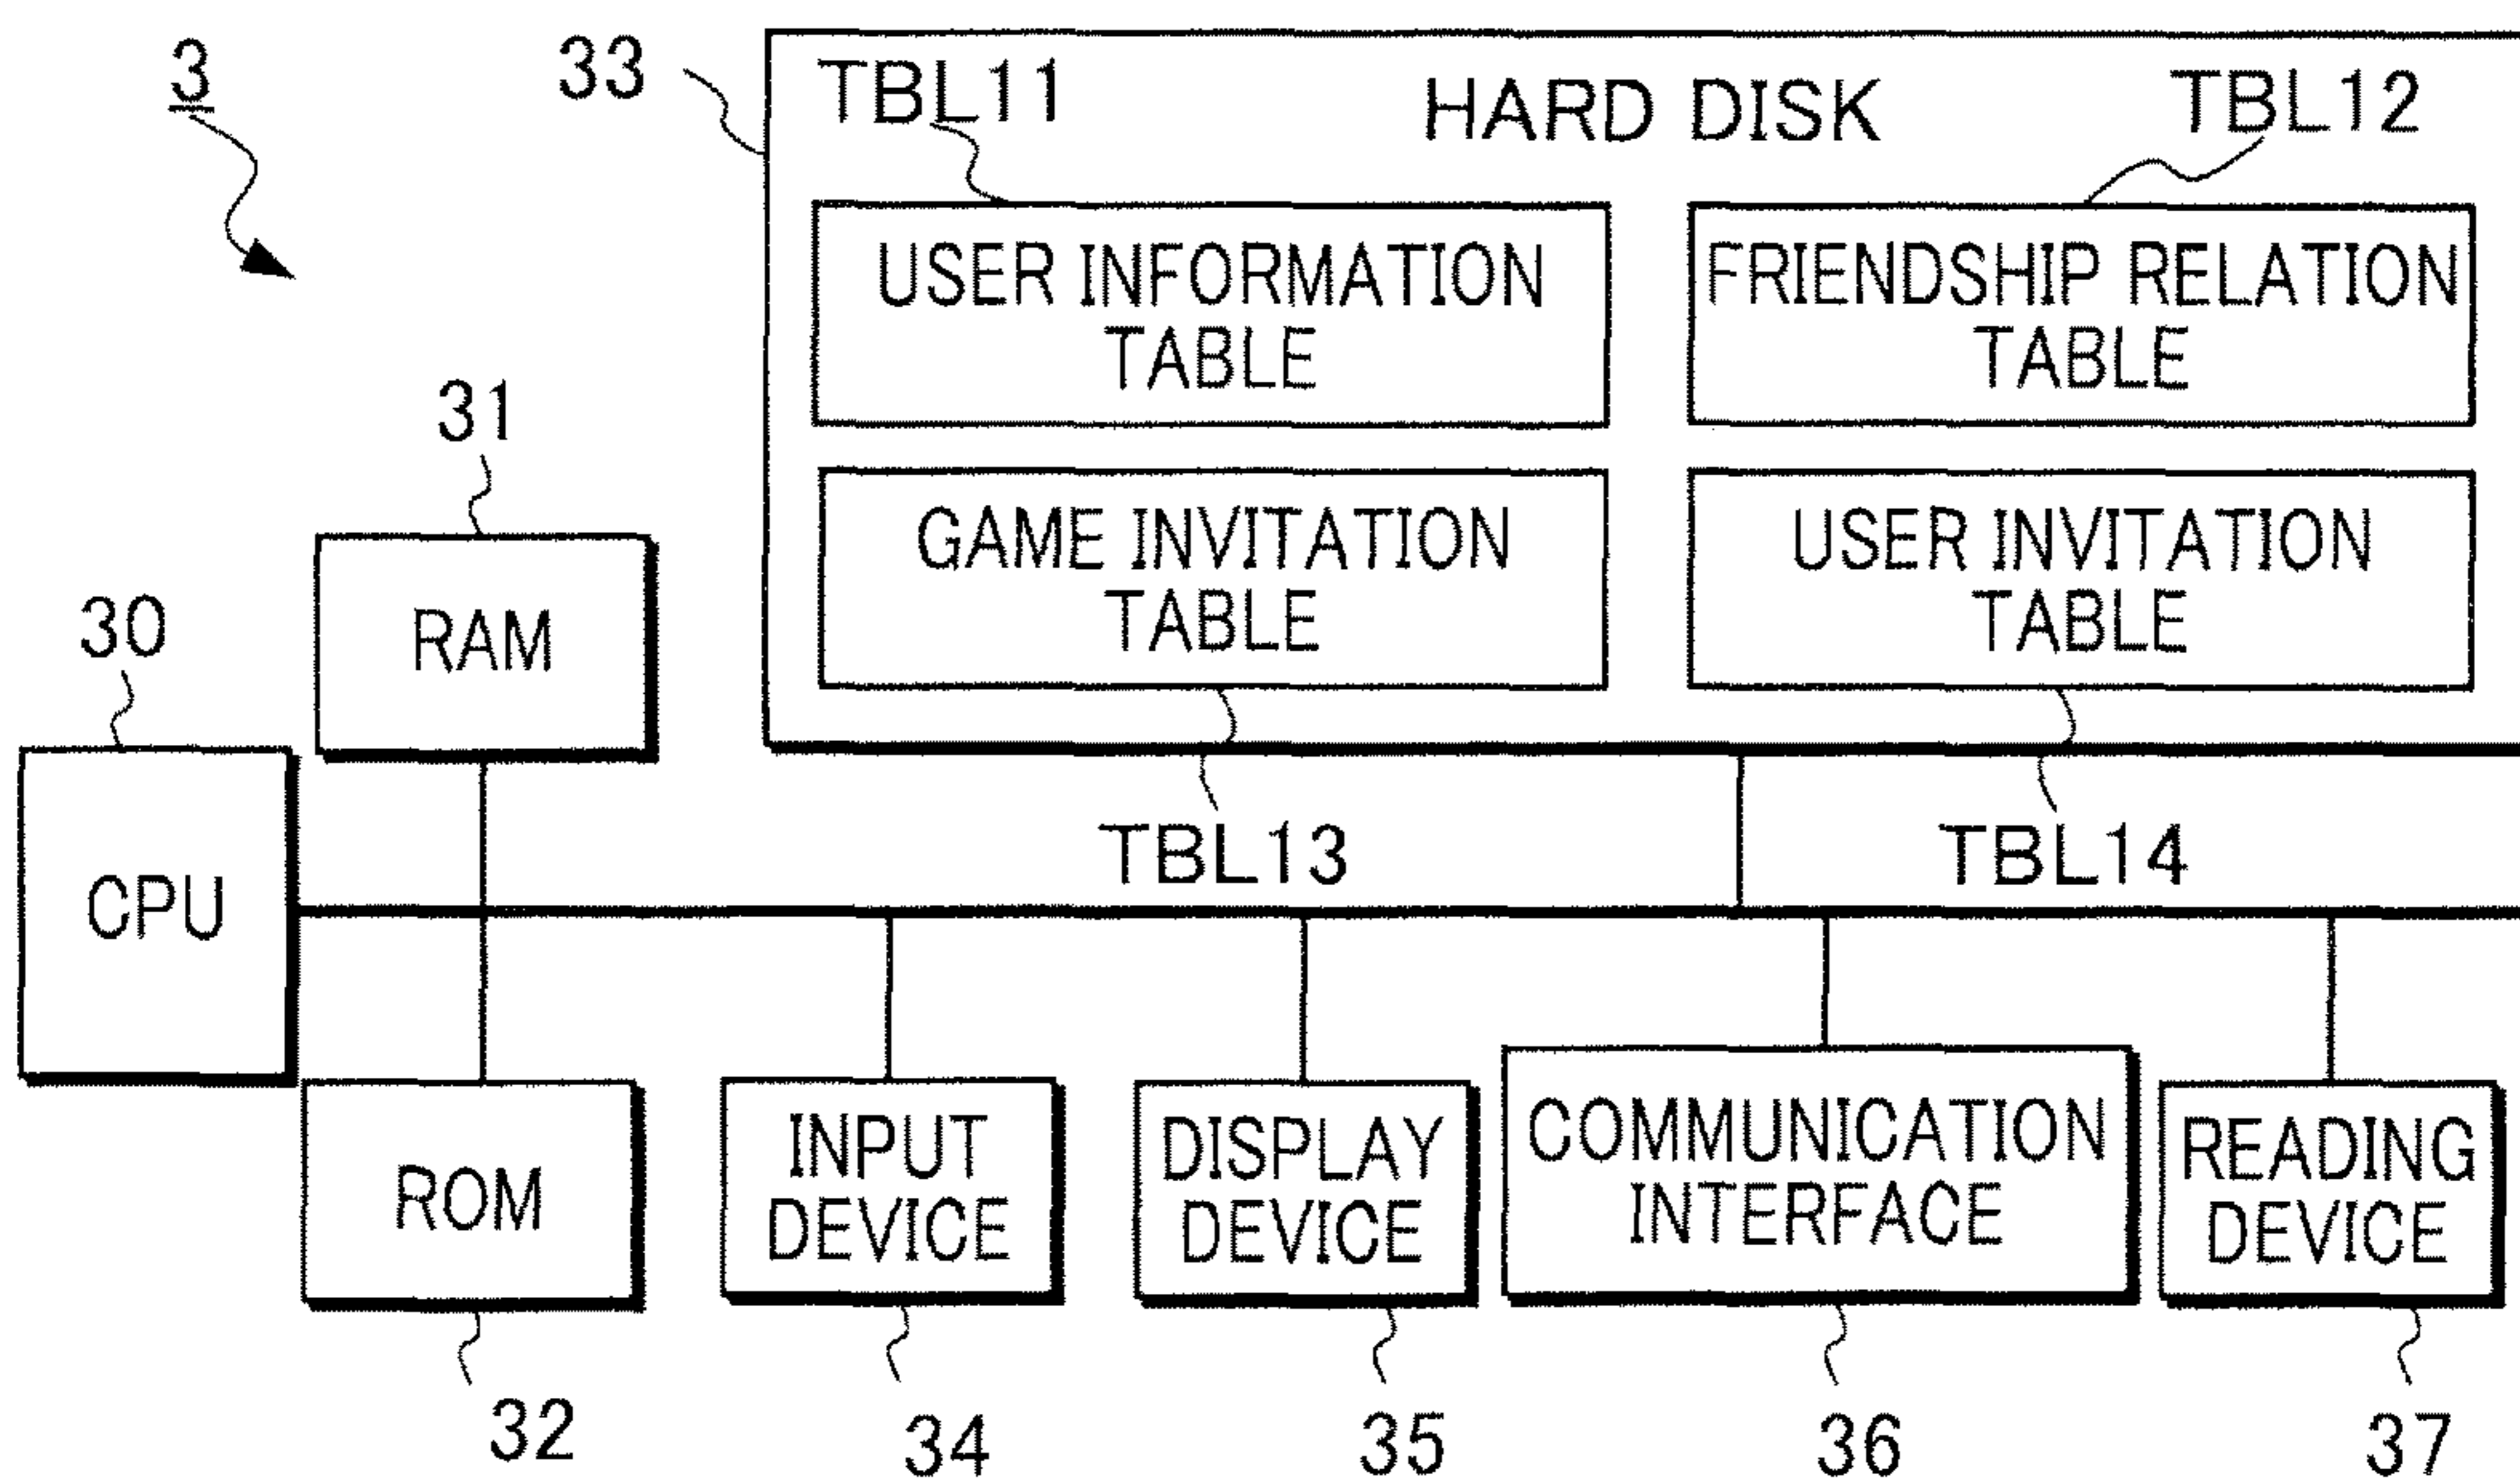 3
33
TBL11
HARD DISK
TBL12
USER INFORMATION
TABLE
FRIENDSHIP RELATION
TABLE
GAME INVITATION
TABLE
USER INVITATION
TABLE
31
RAM
30
CPU
TBL13
TBL14
ROM
INPUT
DEVICE
DISPLAY
DEVICE
COMMUNICATION
INTERFACE
READING
DEVICE
32
34
35
36
37